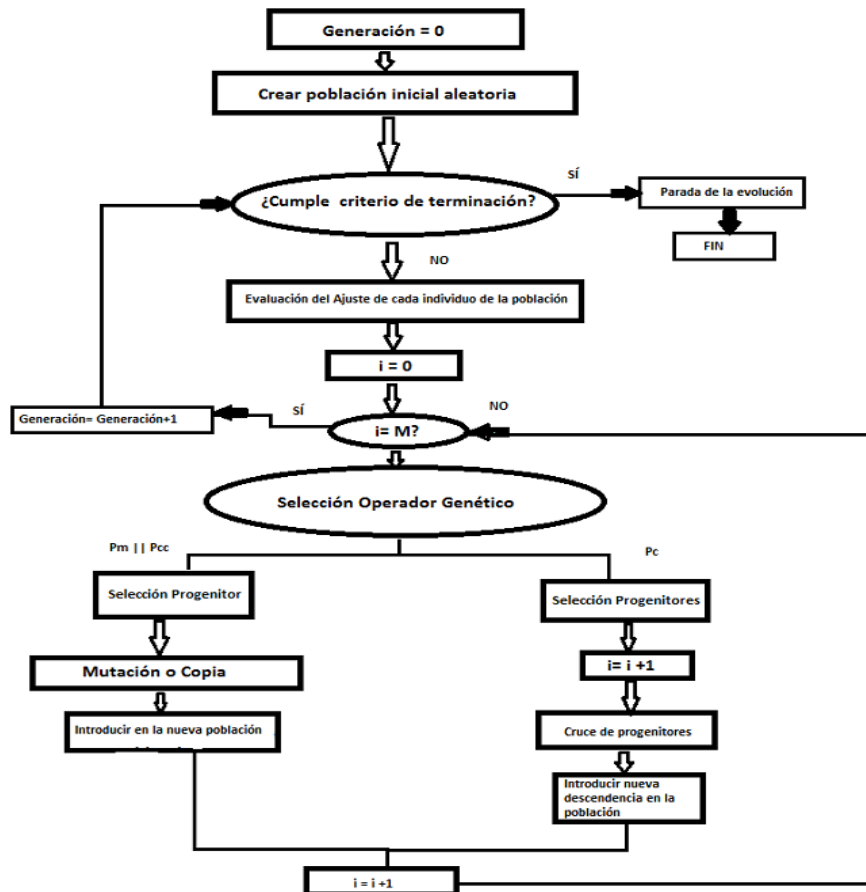 Generación = 0
Crear población inicial aleatoria
SÍ
¿Cumple criterio de terminación?
Parada de la evolución
FIN
NO
Evaluación del Ajuste de cada individuo de la población
i = 0
SÍ
NO
Generación= Generación+1
i= M?
Selección Operador Genético
Pm || Pcc
Pc
Selección Progenitor
Selección Progenitores
Mutación o Copia
i= i +1
Introducir en la nueva población
Cruce de progenitores
Introducir nueva
descendencia en la
población
i = i +1